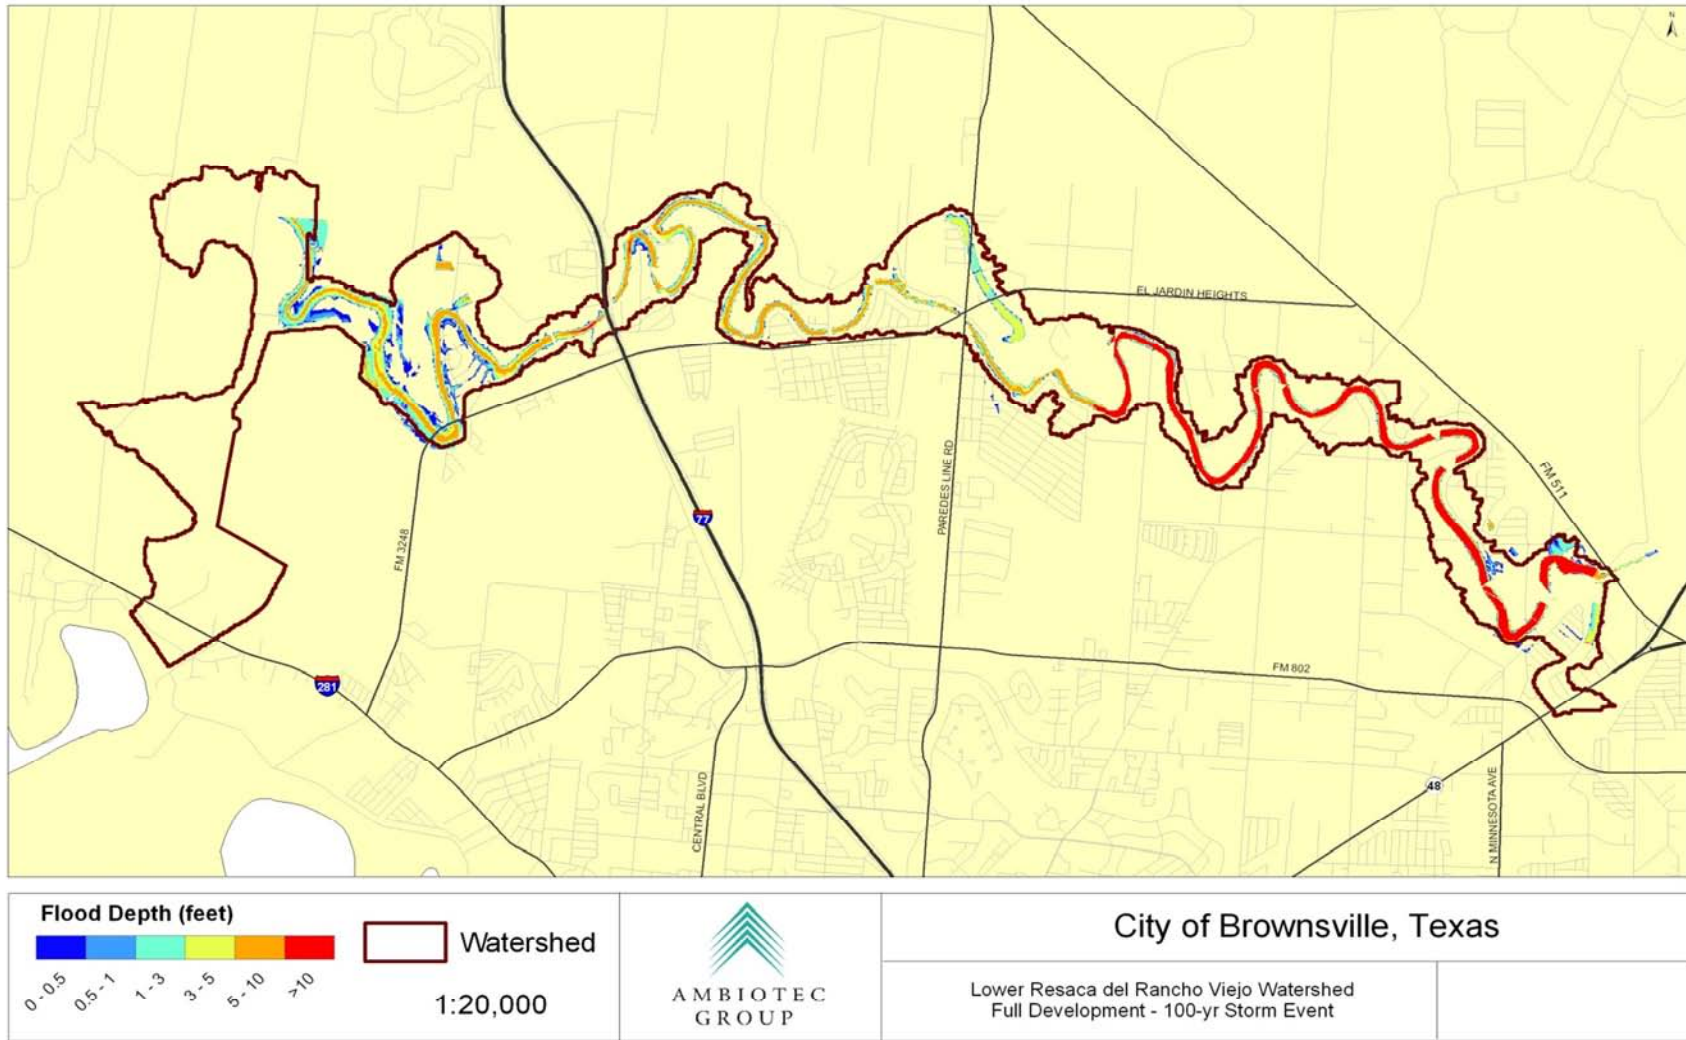 N
EL JARDIN HEIGHTS
PAREDES LINE RD
FM 511
77
FM 3248
FM 802
281
CENTRAL BLVD
48
N MINNESOTA AVE
Flood Depth (feet)
0 - 0.5
0.5 - 1
1 - 3
3 - 5
5 - 10
>10
Watershed
1:20,000
AMBIOTEC
GROUP
City of Brownsville, Texas
Lower Resaca del Rancho Viejo Watershed
Full Development - 100-yr Storm Event